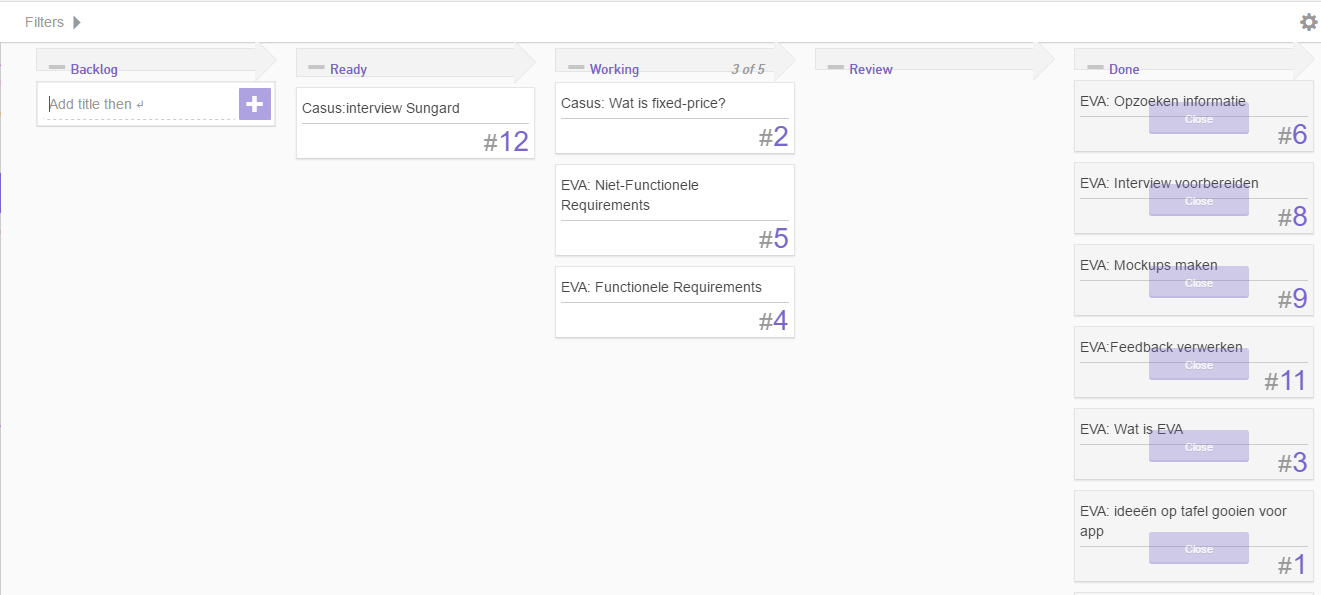 Filters
Backlog
Add title then ↵
Ready
Casus:interview Sungard
#12
Working 3 of 5
Casus: Wat is fixed-price?
#2
EVA: Niet-Functionele
Requirements
#5
EVA: Functionele Requirements
#4
Review
Done
EVA: Opzoeken informatie
Close
#6
EVA: Interview voorbereiden
Close
#8
EVA: Mockups maken
Close
#9
EVA:Feedback verwerken
Close
#11
EVA: Wat is EVA
Close
#3
EVA: ideeën op tafel gooien voor
app
Close
#1